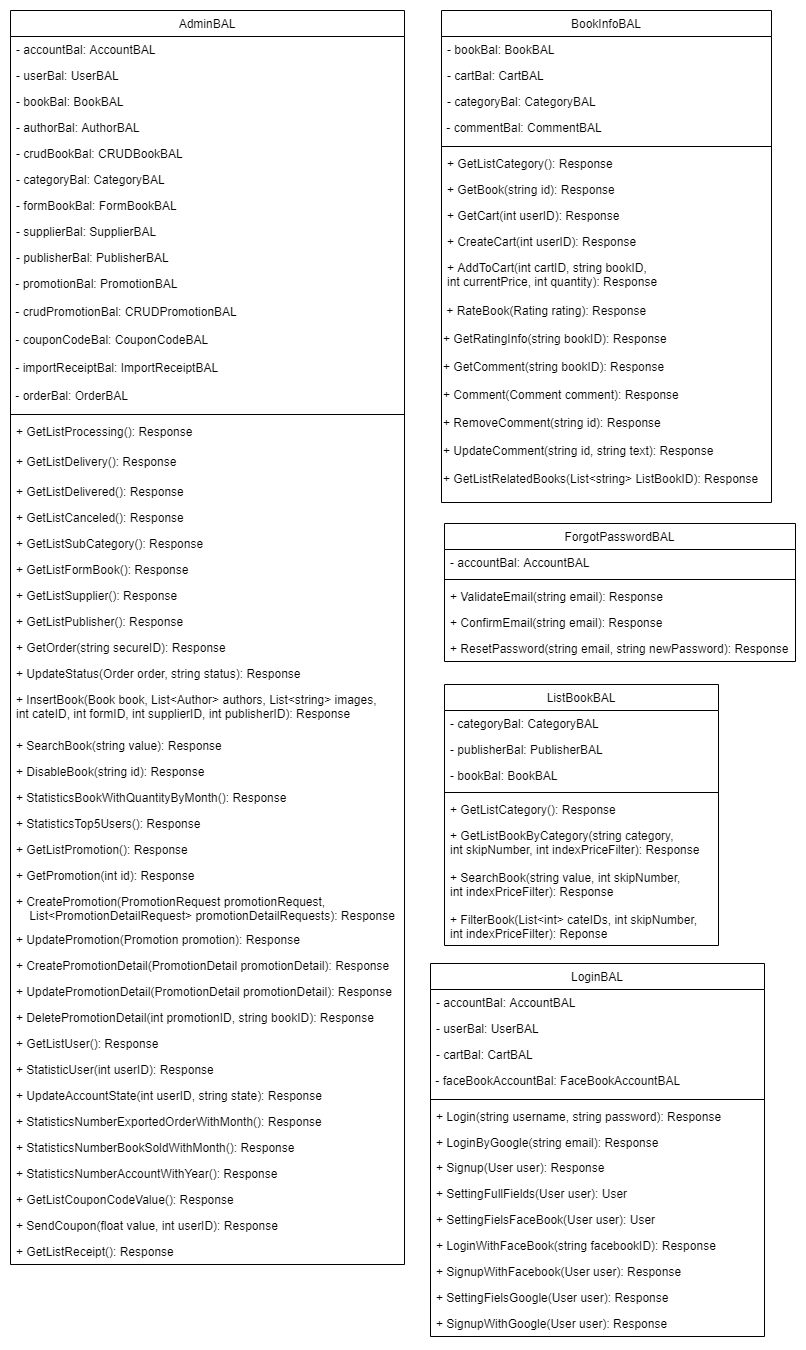 AdminBAL
- accountBal: AccountBAL
- userBal: UserBAL
- bookBal: BookBAL
- authorBal: AuthorBAL
- crudBookBal: CRUDBookBAL
- categoryBal: CategoryBAL
- formBookBal: FormBookBAL
- supplierBal: SupplierBAL
- publisherBal: PublisherBAL
- promotionBal: PromotionBAL
- crudPromotionBal: CRUDPromotionBAL
- couponCodeBal: CouponCodeBAL
- importReceiptBal: ImportReceiptBAL
- orderBal: OrderBAL
+ GetListProcessing(): Response
+ GetListDelivery(): Response
+ GetListDelivered(): Response
+ GetListCanceled(): Response
+ GetListSubCategory(): Response
+ GetListFormBook(): Response
+ GetListSupplier(): Response
+ GetListPublisher(): Response
+ GetOrder(string secureID): Response
+ UpdateStatus(Order order, string status): Response
+ InsertBook(Book book, List<Author> authors, List<string> images,
int cateID, int formID, int supplierID, int publisherID): Response
+ SearchBook(string value): Response
+ DisableBook(string id): Response
+ StatisticsBookWithQuantityByMonth(): Response
+ StatisticsTop5Users(): Response
+ GetListPromotion(): Response
+ GetPromotion(int id): Response
+ CreatePromotion(PromotionRequest promotionRequest,
List<PromotionDetailRequest> promotionDetailRequests): Response
+ UpdatePromotion(Promotion promotion): Response
+ CreatePromotionDetail(PromotionDetail promotionDetail): Response
+ UpdatePromotionDetail(PromotionDetail promotionDetail): Response
+ DeletePromotionDetail(int promotionID, string bookID): Response
+ GetListUser(): Response
+ StatisticUser(int userID): Response
+ UpdateAccountState(int userID, string state): Response
+ StatisticsNumberExportedOrderWithMonth(): Response
+ StatisticsNumberBookSoldWithMonth(): Response
+ StatisticsNumberAccountWithYear(): Response
+ GetListCouponCodeValue(): Response
+ SendCoupon(float value, int userID): Response
+ GetListReceipt(): Response
BookInfoBAL
- bookBal: BookBAL
- cartBal: CartBAL
- categoryBal: CategoryBAL
- commentBal: CommentBAL
+ GetListCategory(): Response
+ GetBook(string id): Response
+ GetCart(int userID): Response
+ CreateCart(int userID): Response
+ AddToCart(int cartID, string bookID,
int currentPrice, int quantity): Response
+ RateBook(Rating rating): Response
+ GetRatingInfo(string bookID): Response
+ GetComment(string bookID): Response
+ Comment(Comment comment): Response
+ RemoveComment(string id): Response
+ UpdateComment(string id, string text): Response
+ GetListRelatedBooks(List<string> ListBookID): Response
ForgotPasswordBAL
- accountBal: AccountBAL
+ ValidateEmail(string email): Response
+ ConfirmEmail(string email): Response
+ ResetPassword(string email, string newPassword): Response
ListBookBAL
- categoryBal: CategoryBAL
- publisherBal: PublisherBAL
- bookBal: BookBAL
+ GetListCategory(): Response
+ GetListBookByCategory(string category,
int skipNumber, int indexPriceFilter): Response
+ SearchBook(string value, int skipNumber,
int indexPriceFilter): Response
+ FilterBook(List<int> cateIDs, int skipNumber,
int indexPriceFilter): Reponse
LoginBAL
- accountBal: AccountBAL
- userBal: UserBAL
- cartBal: CartBAL
- faceBookAccountBal: FaceBookAccountBAL
+ Login(string username, string password): Response
+ LoginByGoogle(string email): Response
+ Signup(User user): Response
+ SettingFullFields(User user): User
+ SettingFielsFaceBook(User user): User
+ LoginWithFaceBook(string facebookID): Response
+ SignupWithFacebook(User user): Response
+ SettingFielsGoogle(User user): Response
+ SignupWithGoogle(User user): Response